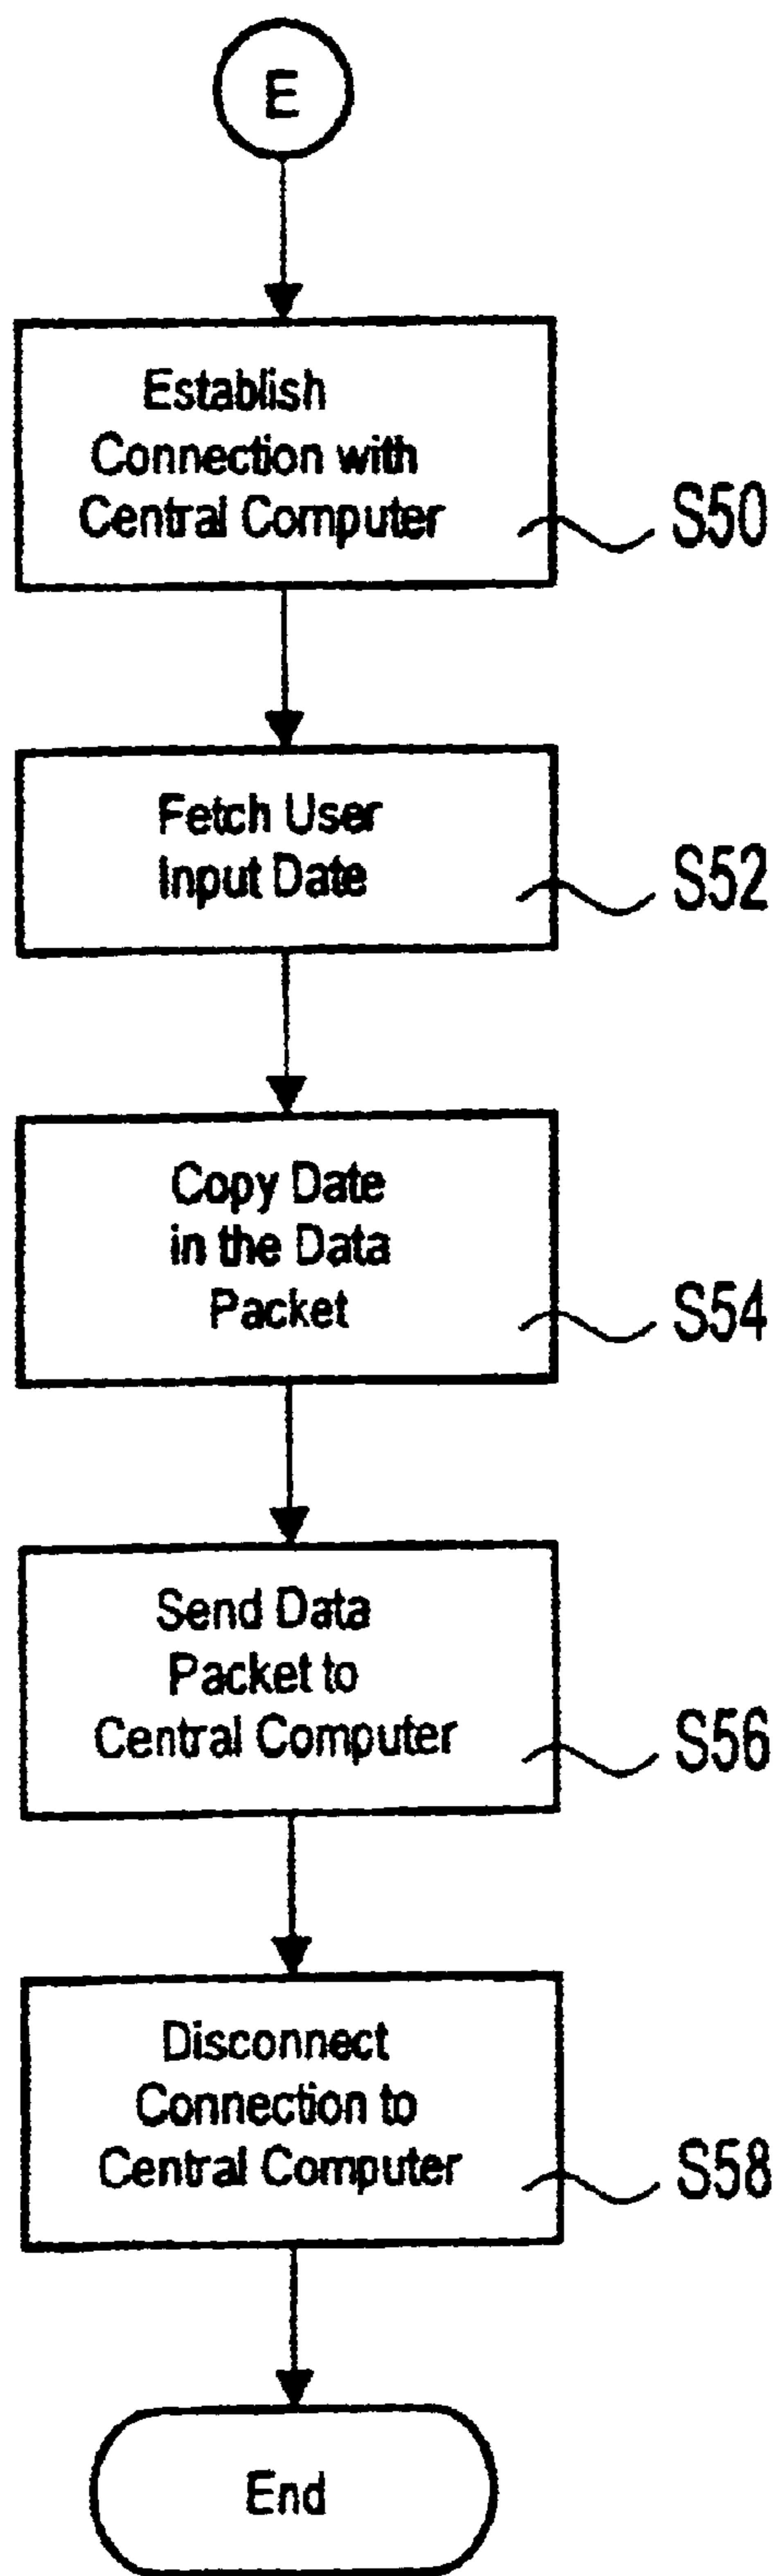 E
Establish
Connection with
Central Computer
S50
Fetch User
Input Date
S52
Copy Date
in the Data
Packet
S54
Send Data
Packet to
Central Computer
S56
Disconnect
Connection to
Central Computer
S58
End